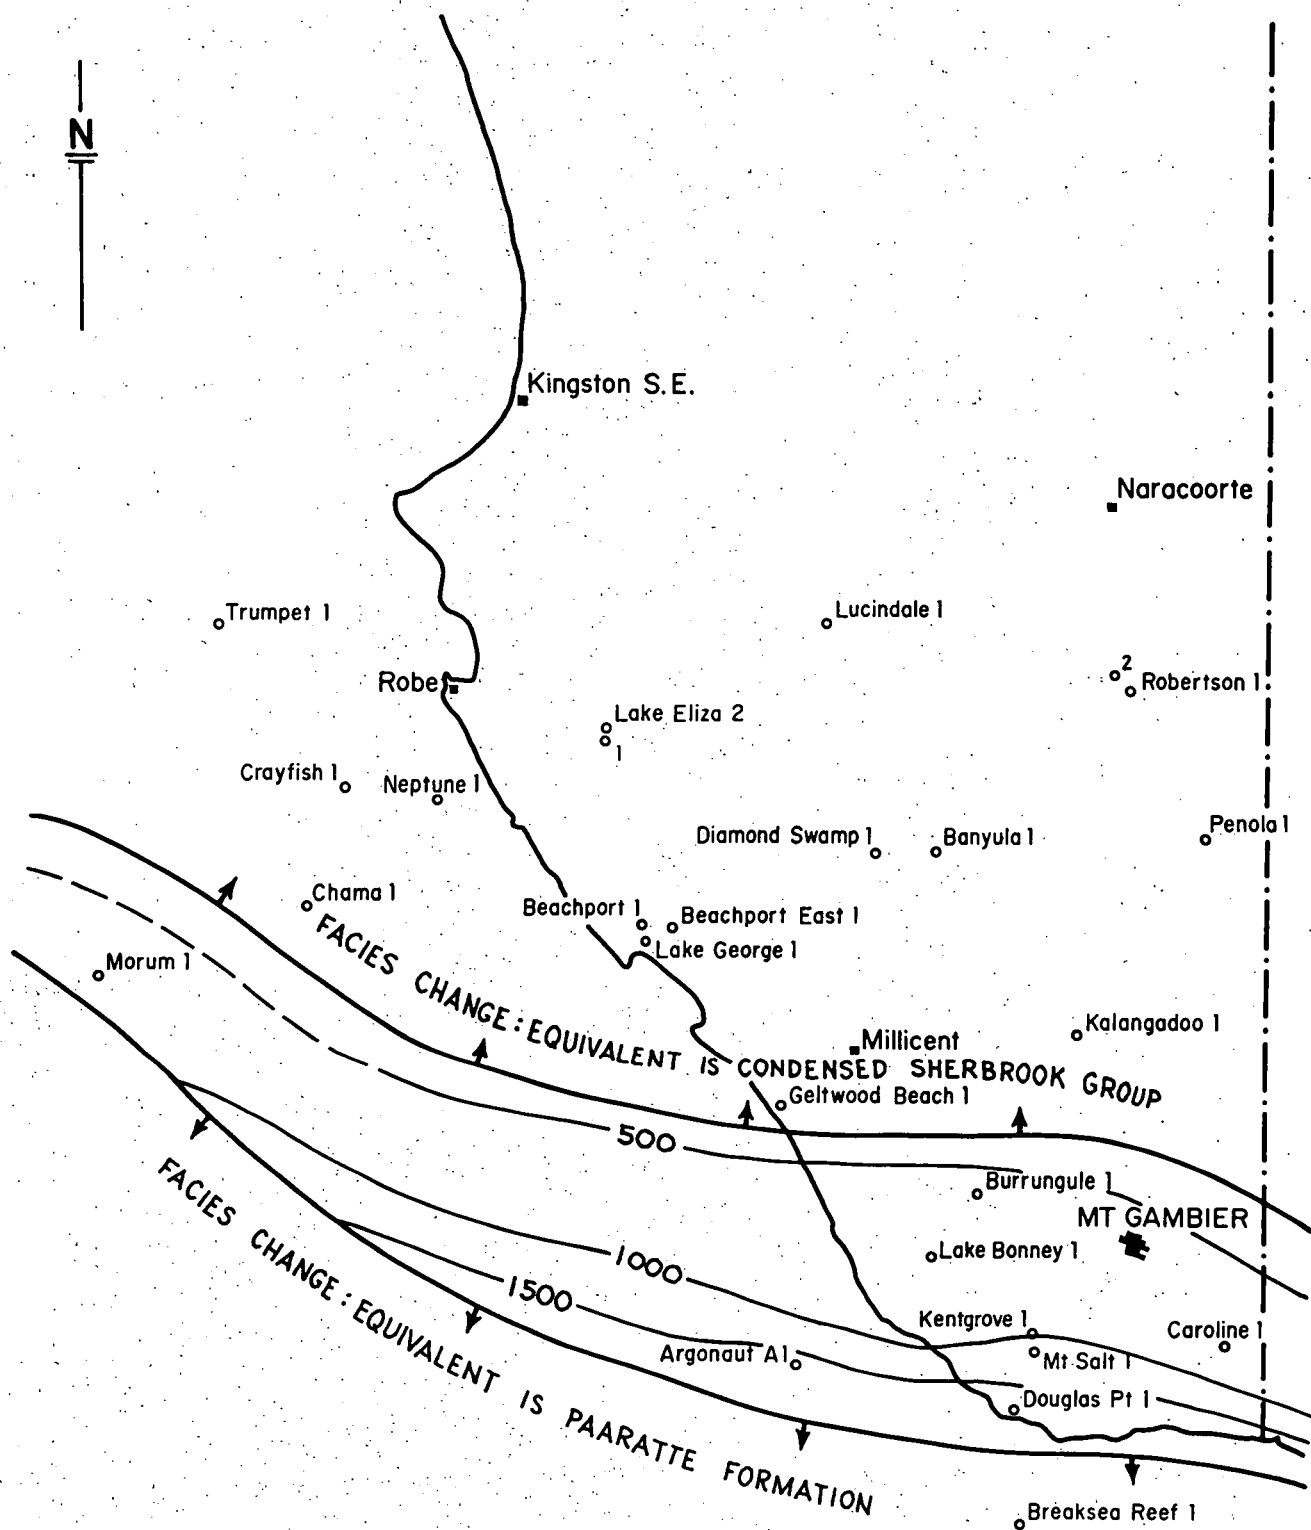 N
Kingston S.E.
Naracoorte
Trumpet 1
Lucindale 1
2
Robertson 1
Robe
Lake Eliza 2
1
Crayfish 1
Neptune 1
Diamond Swamp 1
Banyula 1
Penola 1
Chama 1
Beachport 1
Beachport East 1
Lake George 1
Morum 1
FACIES CHANGE: EQUIVALENT IS CONDENSED SHERBROOK GROUP
Kalangadoo 1
Millicent
Geltwood Beach 1
500
Burrungule 1
MT GAMBIER
Lake Bonney 1
1000
1500
Kentgrove 1
Caroline 1
Argonaut A1
Mt Salt 1
Douglas Pt 1
FACIES CHANGE: EQUIVALENT IS PAARATTE FORMATION
Breaksea Reef 1